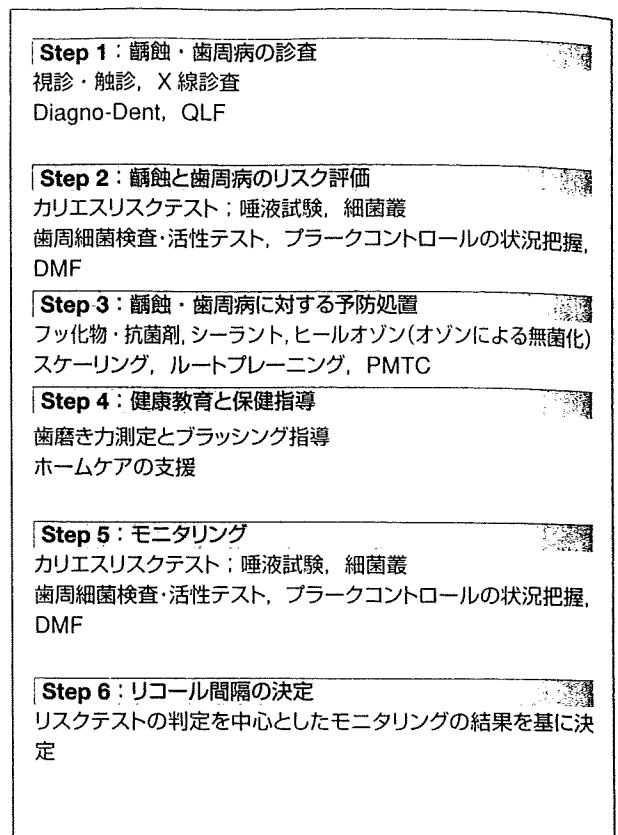 Step 1：齲蝕・歯周病の診査
視診・触診，X 線診査
Diagno-Dent，QLF
Step 2：齲蝕と歯周病のリスク評価
カリエスリスクテスト；唾液試験，細菌叢
歯周細菌検査・活性テスト，プラークコントロールの状況把握，
DMF
Step 3：齲蝕・歯周病に対する予防処置
フッ化物・抗菌剤，シーラント，ヒールオゾン（オゾンによる無菌化）
スケーリング，ルートプレーニング，PMTC
Step 4：健康教育と保健指導
歯磨き力測定とブラッシング指導
ホームケアの支援
Step 5：モニタリング
カリエスリスクテスト；唾液試験，細菌叢
歯周細菌検査・活性テスト，プラークコントロールの状況把握，
DMF
Step 6：リコール間隔の決定
リスクテストの判定を中心としたモニタリングの結果を基に決
定